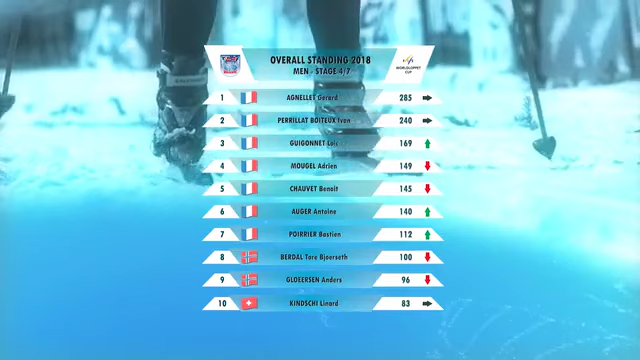 OVERALL STANDING 2018
MEN - STAGE 4/7
WORLDLOPPET
CUP
1 AGNELLET Gerard 285
2 PERRILLAT BOITEUX Ivan 240
3 GUIGONNET Loic 169
4 MOUGEL Adrien 149
5 CHAUVET Benoit 145
6 AUGER Antoine 140
7 POIRRIER Bastien 112
8 BERDAL Tore Bjoerseth 100
9 GLOEERSEN Anders 96
10 KINDSCHI Linard 83